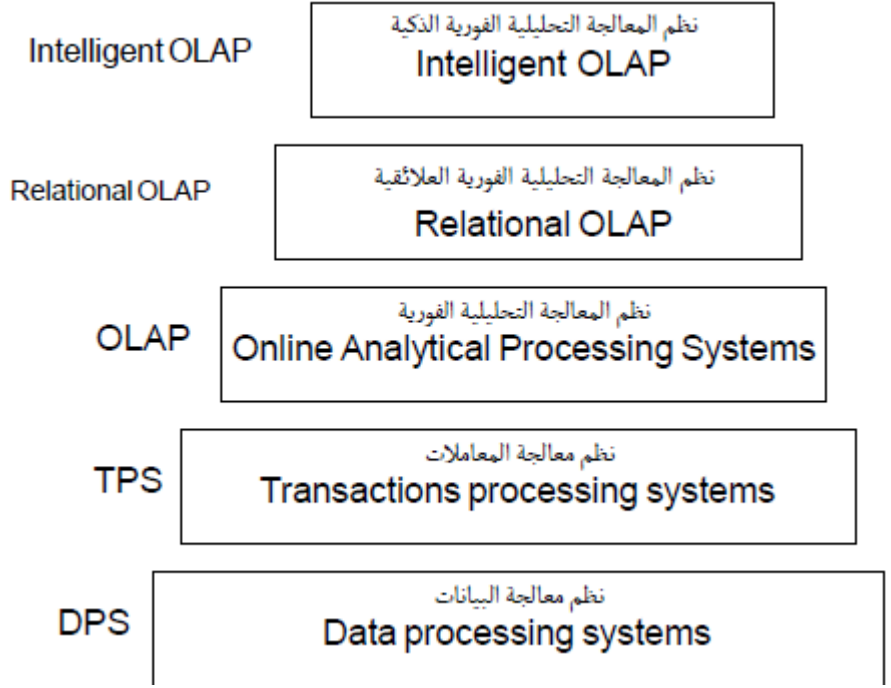 Intelligent OLAP
نظم المعالجة التحليلية الفورية الذكية
Intelligent OLAP
Relational OLAP
نظم المعالجة التحليلية الفورية العلائقية
Relational OLAP
OLAP
نظم المعالجة التحليلية الفورية
Online Analytical Processing Systems
TPS
نظم معالجة المعاملات
Transactions processing systems
DPS
نظم معالجة البيانات
Data processing systems